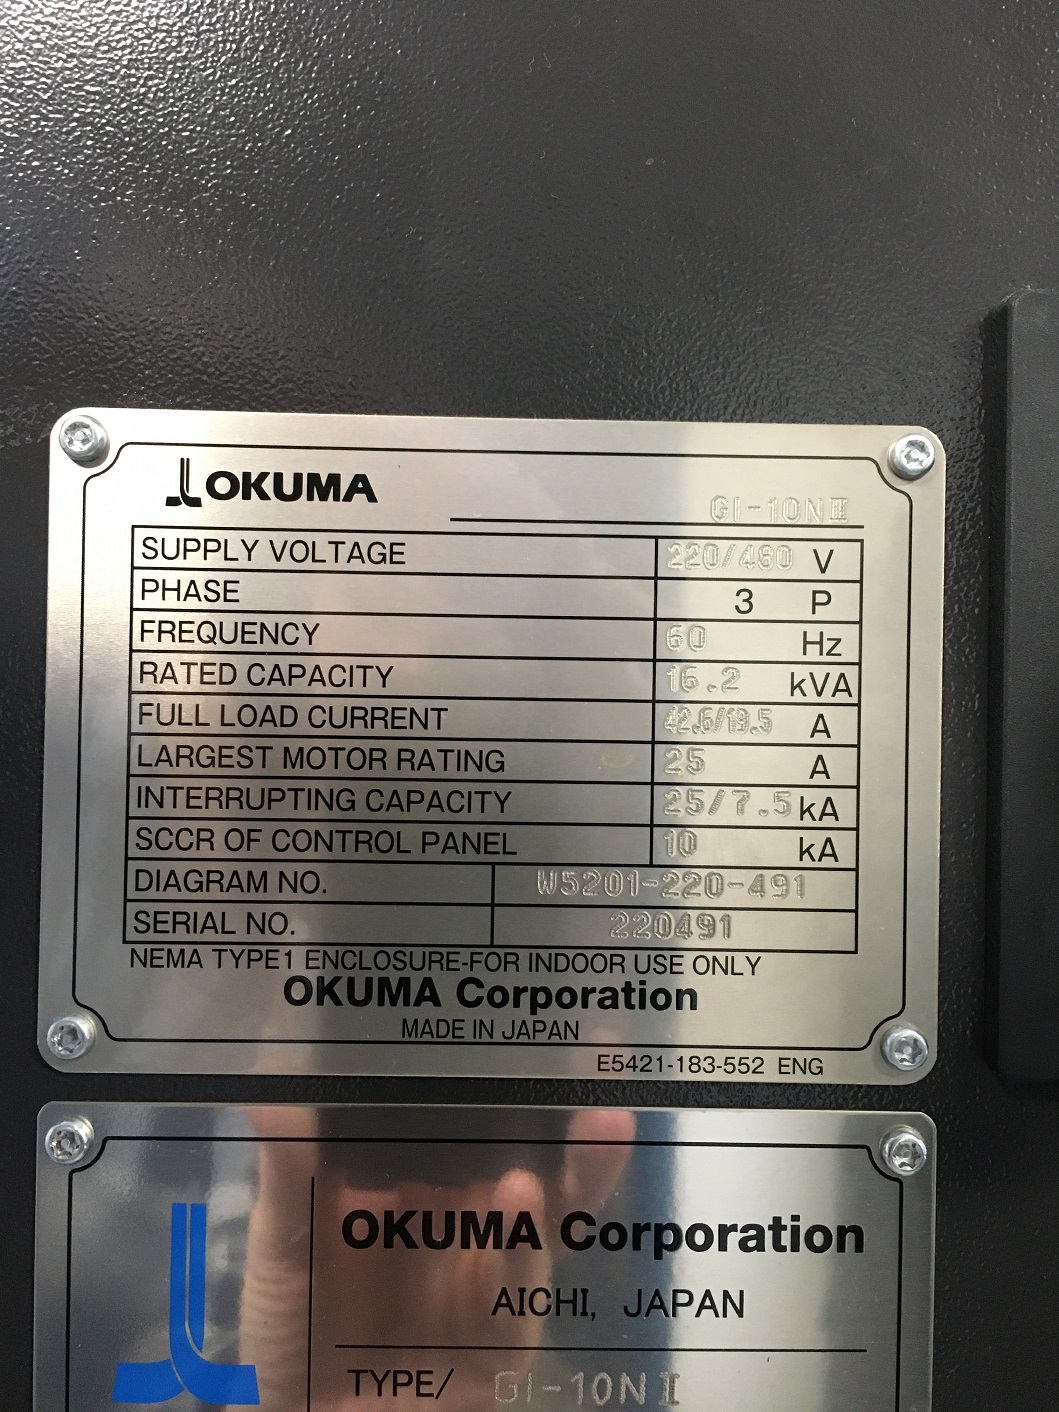 OKUMA
GI-10NⅡ
SUPPLY VOLTAGE 220/480 V
PHASE 3 P
FREQUENCY 60 Hz
RATED CAPACITY 16.2 kVA
FULL LOAD CURRENT 42.6/19.5 A
LARGEST MOTOR RATING 25 A
INTERRUPTING CAPACITY 25/7.5 kA
SCCR OF CONTROL PANEL 10 kA
DIAGRAM NO. W5201-220-491
SERIAL NO. 220491
NEMA TYPE1 ENCLOSURE-FOR INDOOR USE ONLY
OKUMA Corporation
MADE IN JAPAN
E5421-183-552 ENG
OKUMA Corporation
AICHI, JAPAN
TYPE/ GI-10NⅡ